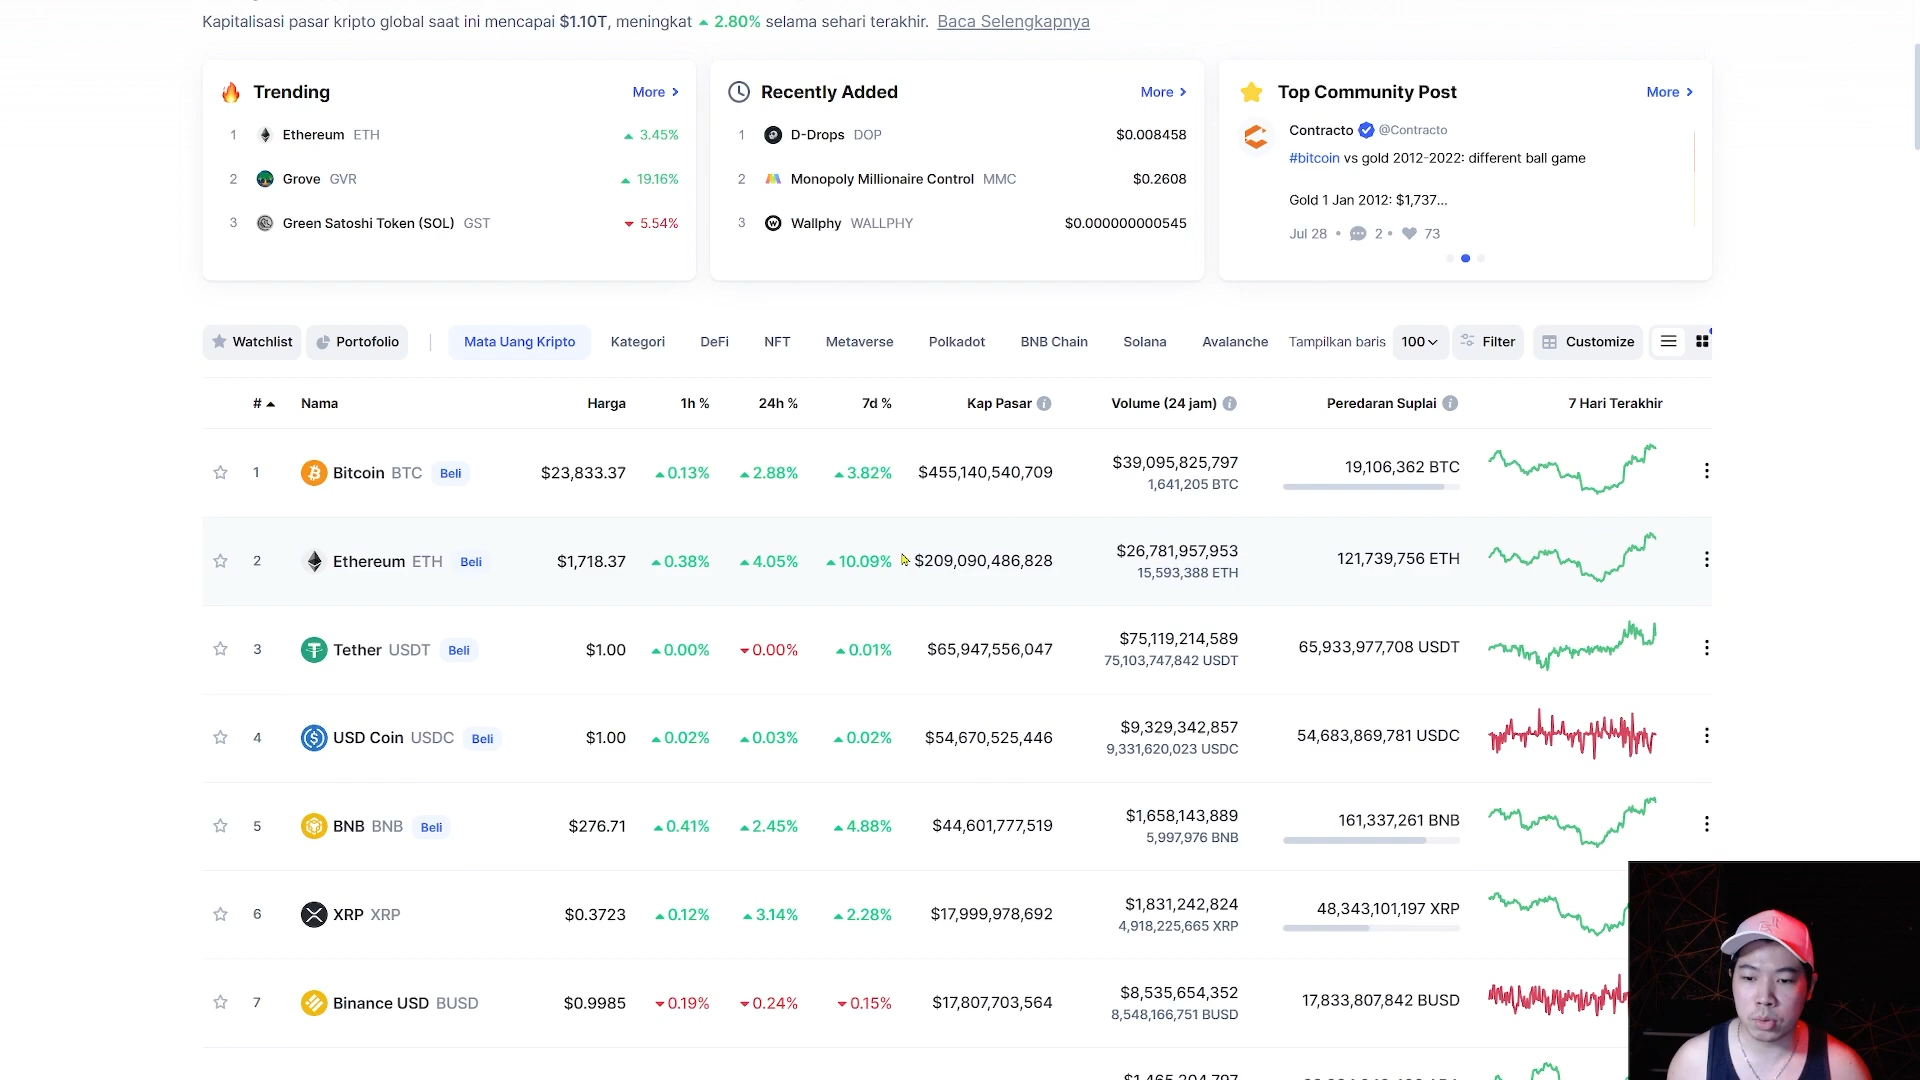 Kapitalisasi pasar kripto global saat ini mencapai $1.10T, meningkat 2.80% selama sehari terakhir. Baca Selengkapnya
Trending
More
1 Ethereum ETH 3.45%
2 Grove GVR 19.16%
3 Green Satoshi Token (SOL) GST 5.54%
Recently Added
More
1 D-Drops DOP $0.008458
2 Monopoly Millionaire Control MMC $0.2608
3 Wallphy WALLPHY $0.000000000545
Top Community Post
More
Contracto @Contracto
#bitcoin vs gold 2012-2022: different ball game
Gold 1 Jan 2012: $1,737...
Jul 28 • 2 • 73
Watchlist Portofolio Mata Uang Kripto Kategori DeFi NFT Metaverse Polkadot BNB Chain Solana Avalanche Tampilkan baris 100 Filter Customize
# Nama Harga 1h % 24h % 7d % Kap Pasar Volume (24 jam) Peredaran Suplai 7 Hari Terakhir
1 Bitcoin BTC Beli $23,833.37 0.13% 2.88% 3.82% $455,140,540,709 $39,095,825,797 19,106,362 BTC
1,641,205 BTC
2 Ethereum ETH Beli $1,718.37 0.38% 4.05% 10.09% $209,090,486,828 $26,781,957,953 121,739,756 ETH
15,593,388 ETH
3 Tether USDT Beli $1.00 0.00% 0.00% 0.01% $65,947,556,047 $75,119,214,589 65,933,977,708 USDT
75,103,747,842 USDT
4 USD Coin USDC Beli $1.00 0.02% 0.03% 0.02% $54,670,525,446 $9,329,342,857 54,683,869,781 USDC
9,331,620,023 USDC
5 BNB BNB Beli $276.71 0.41% 2.45% 4.88% $44,601,777,519 $1,658,143,889 161,337,261 BNB
5,997,976 BNB
6 XRP XRP $0.3723 0.12% 3.14% 2.28% $17,999,978,692 $1,831,242,824 48,343,101,197 XRP
4,918,225,665 XRP
7 Binance USD BUSD $0.9985 0.19% 0.24% 0.15% $17,807,703,564 $8,535,654,352 17,833,807,842 BUSD
8,548,166,751 BUSD